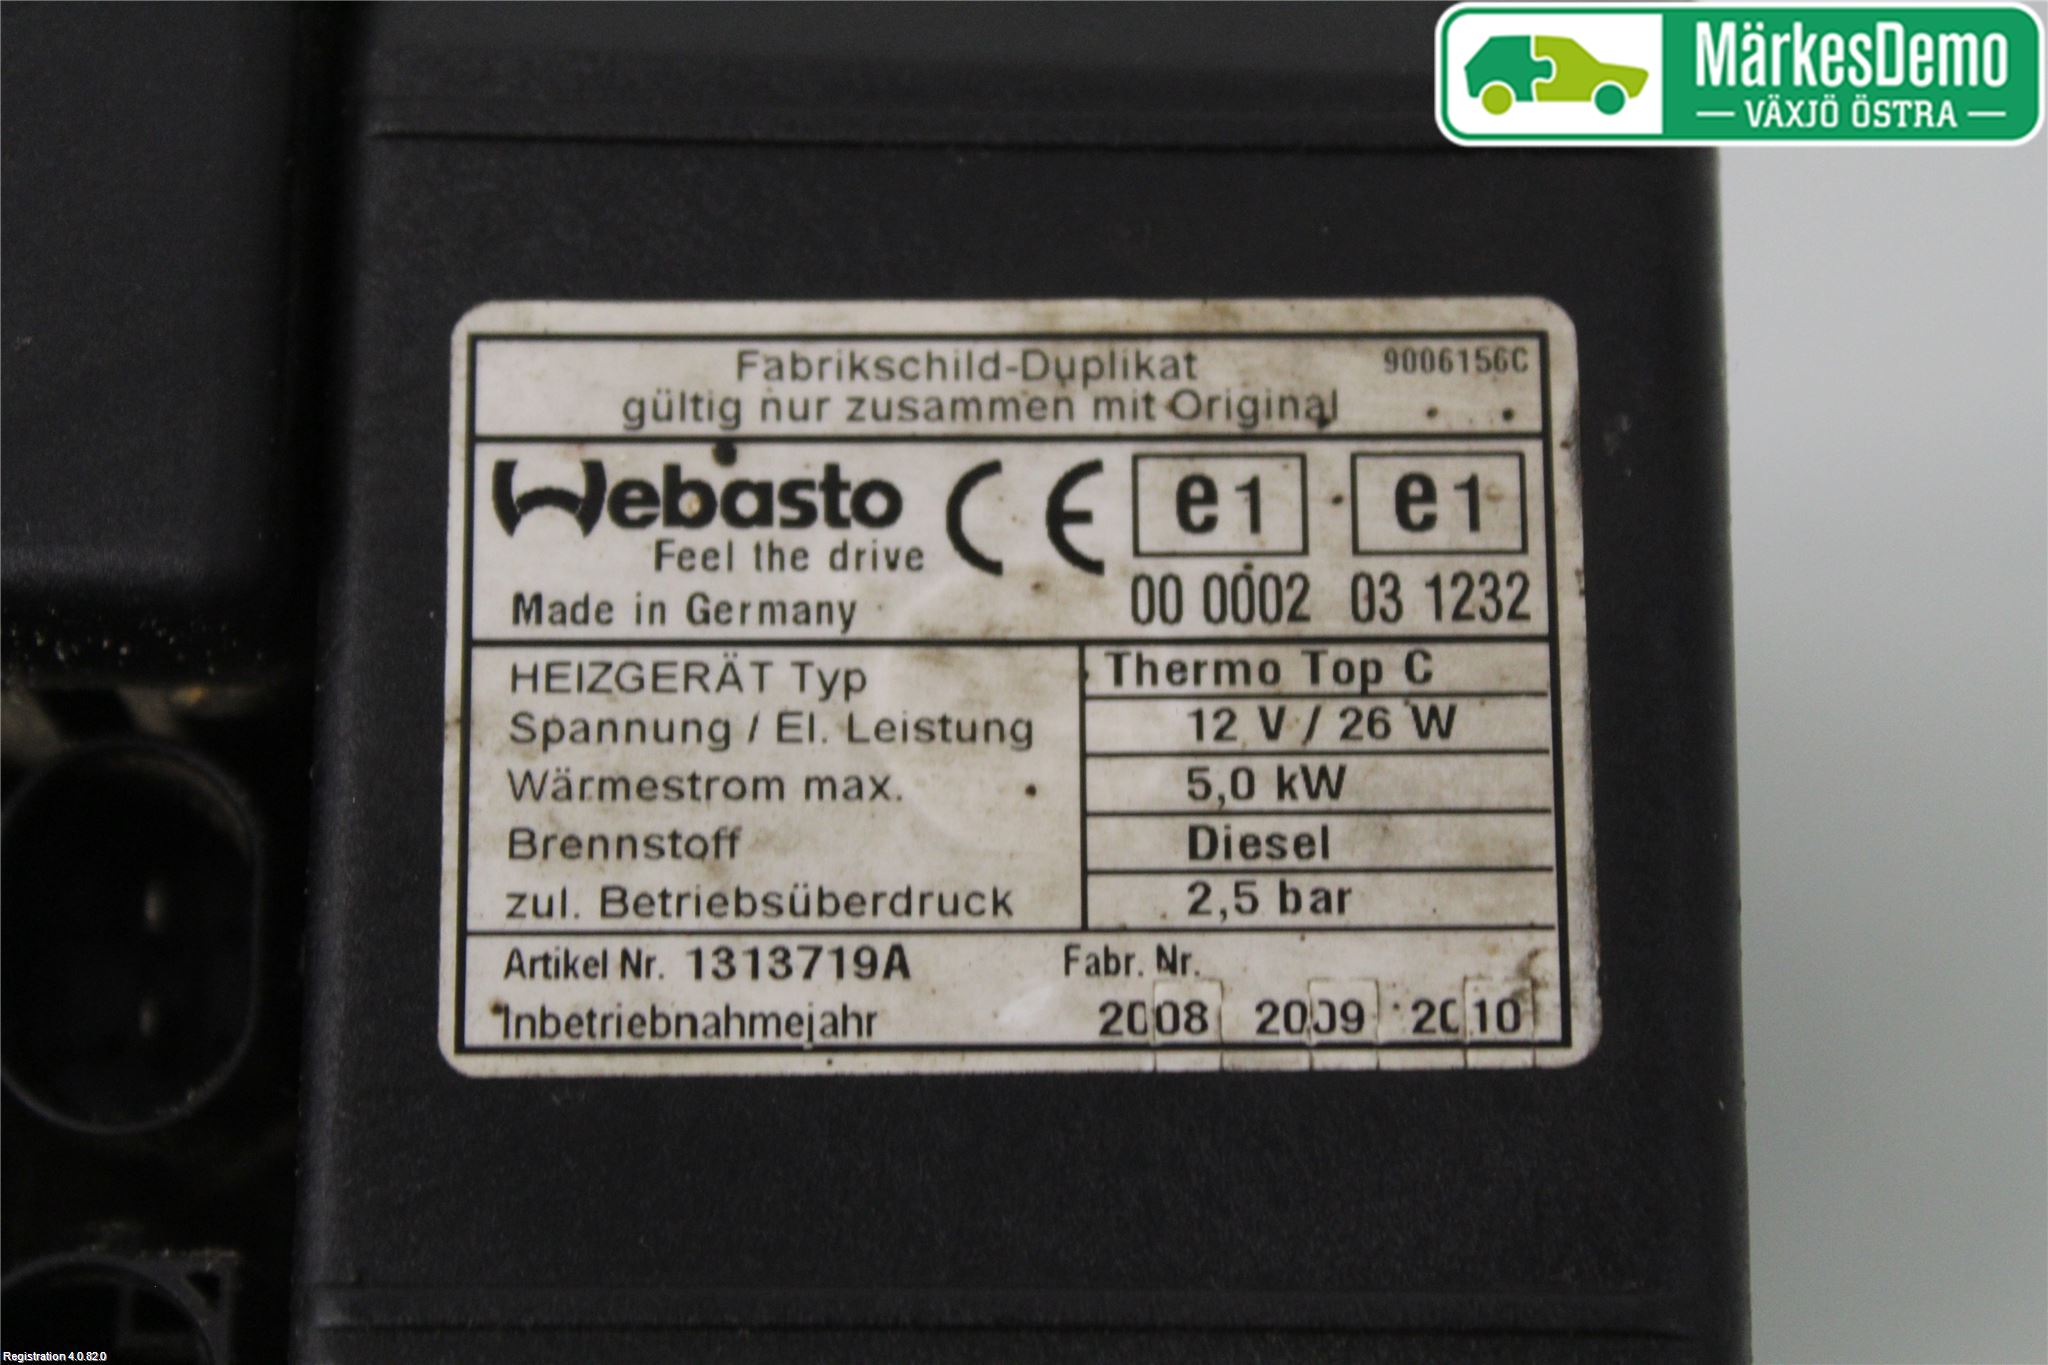 MärkesDemo
VÄXJÖ ÖSTRA
Fabrikschild-Duplikat 9006156C
gültig nur zusammen mit Original
Webasto CE e1 e1
Feel the drive
Made in Germany 00 0002 03 1232
HEIZGERÄT Typ Thermo Top C
Spannung / El. Leistung 12 V / 26 W
Wärmestrom max. 5,0 kW
Brennstoff Diesel
zul. Betriebsüberdruck 2,5 bar
Artikel Nr. 1313719A Fabr. Nr.
Inbetriebnahmejahr 2008 2009 2010
Registration 4.0.82.0